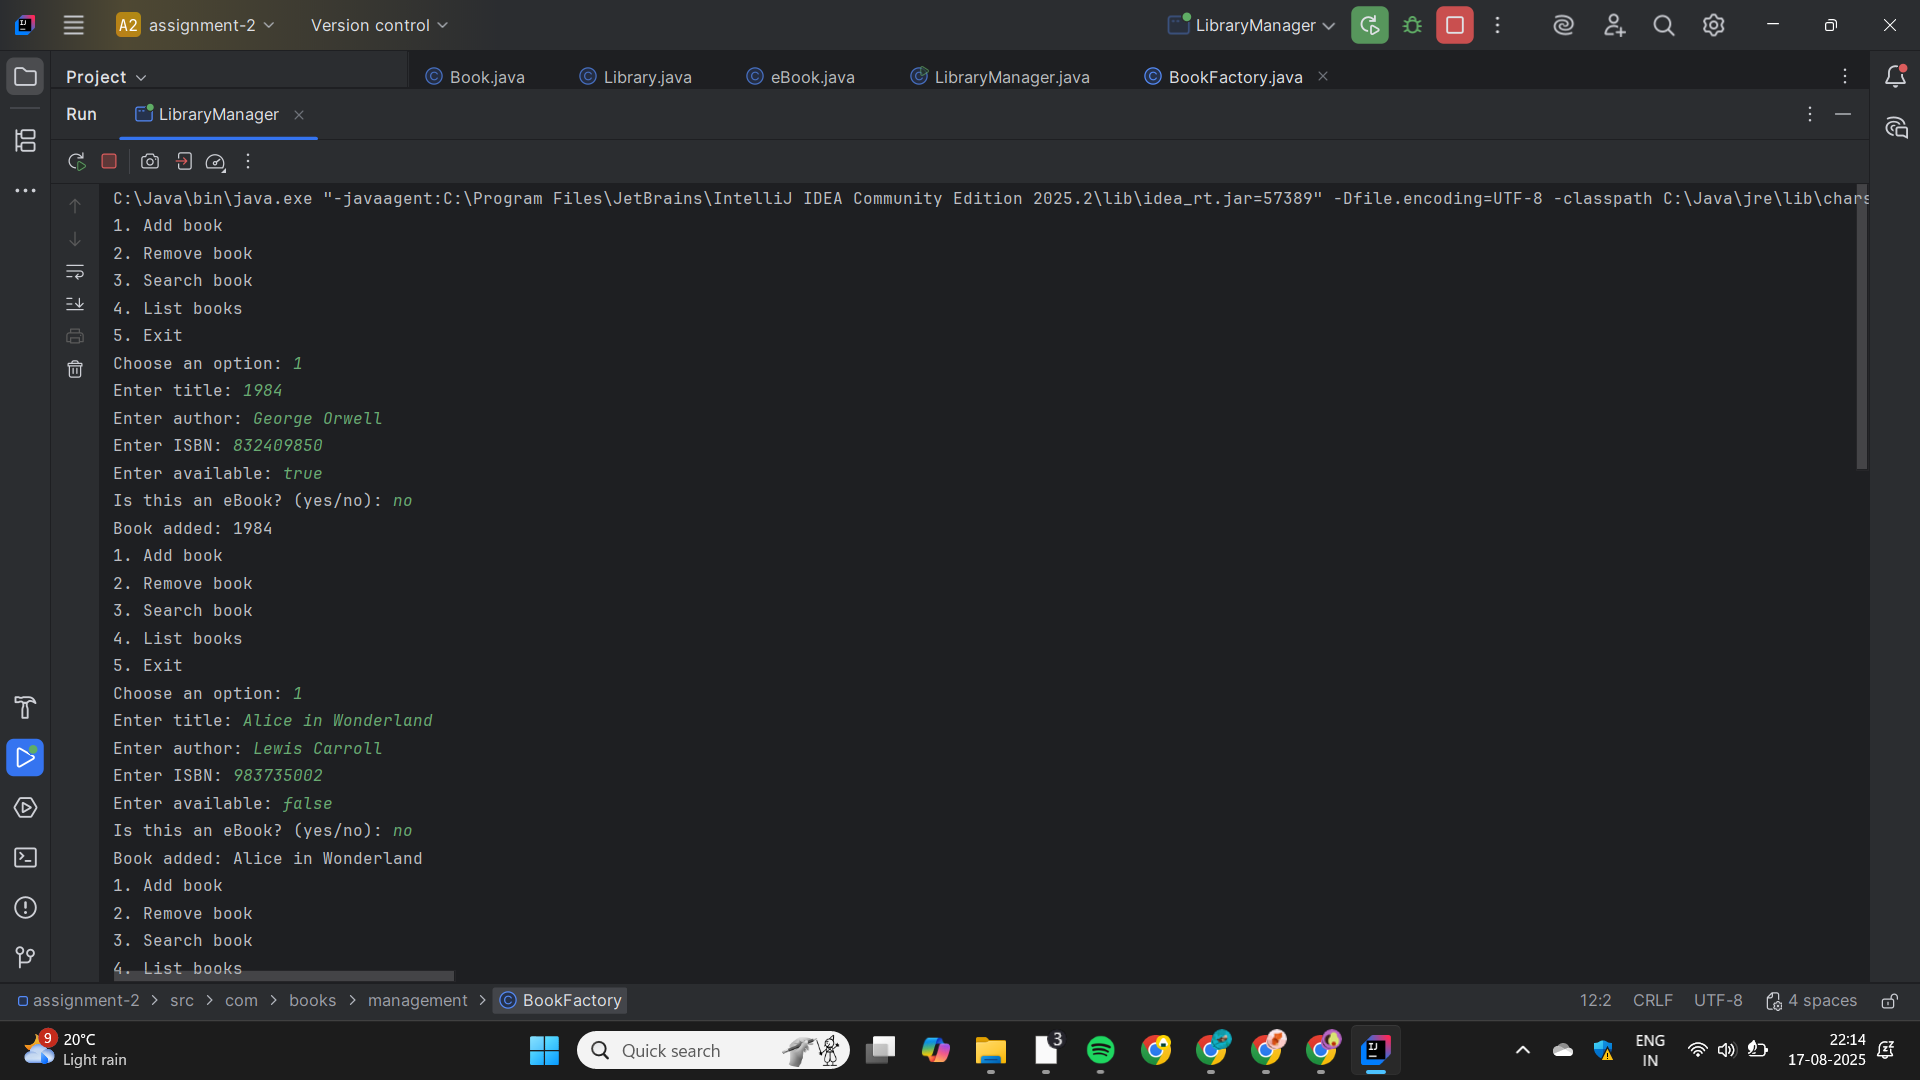 A2 assignment-2 Version control LibraryManager
Project Book.java Library.java eBook.java LibraryManager.java BookFactory.java
Run LibraryManager
C:\Java\bin\java.exe "-javaagent:C:\Program Files\JetBrains\IntelliJ IDEA Community Edition 2025.2\lib\idea_rt.jar=57389" -Dfile.encoding=UTF-8 -classpath C:\Java\jre\lib\chars
1. Add book
2. Remove book
3. Search book
4. List books
5. Exit
Choose an option: 1
Enter title: 1984
Enter author: George Orwell
Enter ISBN: 832409850
Enter available: true
Is this an eBook? (yes/no): no
Book added: 1984
1. Add book
2. Remove book
3. Search book
4. List books
5. Exit
Choose an option: 1
Enter title: Alice in Wonderland
Enter author: Lewis Carroll
Enter ISBN: 983735002
Enter available: false
Is this an eBook? (yes/no): no
Book added: Alice in Wonderland
1. Add book
2. Remove book
3. Search book
4. List books
assignment-2 > src > com > books > management > BookFactory 12:2 CRLF UTF-8 4 spaces
9 20°C Quick search 3 ENG 22:14
Light rain IN 17-08-2025